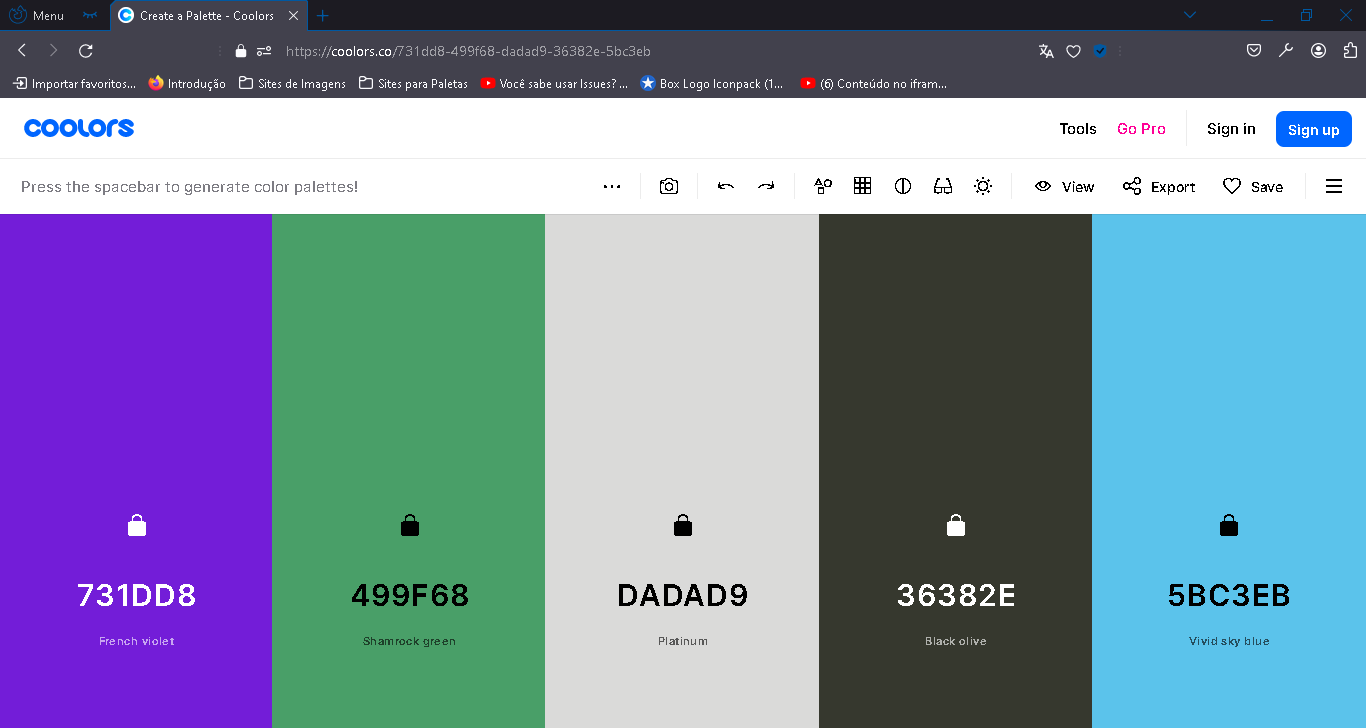 Menu
Create a Palette - Coolors
https://coolors.co/731dd8-499f68-dadad9-36382e-5bc3eb
Importar favoritos... Introdução Sites de Imagens Sites para Paletas Você sabe usar Issues? ... Box Logo Iconpack (1... (6) Conteúdo no ifram...
coolors Tools Go Pro Sign in Sign up
Press the spacebar to generate color palettes! View Export Save
731DD8 499F68 DADAD9 36382E 5BC3EB
French violet Shamrock green Platinum Black olive Vivid sky blue